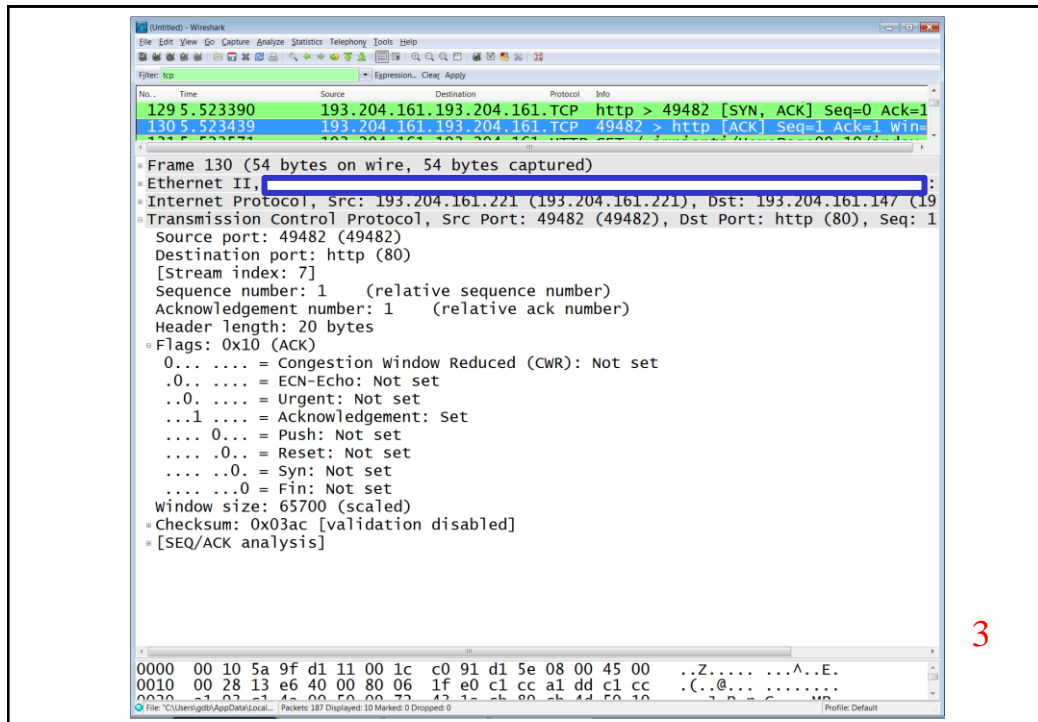 (Untitled) - Wireshark
File Edit View Go Capture Analyze Statistics Telephony Tools Help
Filter: tcp Expression... Clear Apply
No. . Time Source Destination Protocol Info
129 5.523390 193.204.161.193.204.161.TCP http > 49482 [SYN, ACK] Seq=0 Ack=1
130 5.523439 193.204.161.193.204.161.TCP 49482 > http [ACK] Seq=1 Ack=1 Win=
Frame 130 (54 bytes on wire, 54 bytes captured)
Ethernet II, :
Internet Protocol, Src: 193.204.161.221 (193.204.161.221), Dst: 193.204.161.147 (19
Transmission Control Protocol, Src Port: 49482 (49482), Dst Port: http (80), Seq: 1
Source port: 49482 (49482)
Destination port: http (80)
[Stream index: 7]
Sequence number: 1 (relative sequence number)
Acknowledgement number: 1 (relative ack number)
Header length: 20 bytes
Flags: 0x10 (ACK)
0... .... = Congestion Window Reduced (CWR): Not set
.0.. .... = ECN-Echo: Not set
..0. .... = Urgent: Not set
...1 .... = Acknowledgement: Set
.... 0... = Push: Not set
.... .0.. = Reset: Not set
.... ..0. = Syn: Not set
.... ...0 = Fin: Not set
Window size: 65700 (scaled)
Checksum: 0x03ac [validation disabled]
[SEQ/ACK analysis]
3
0000 00 10 5a 9f d1 11 00 1c c0 91 d1 5e 08 00 45 00 ..Z..... ...^..E.
0010 00 28 13 e6 40 00 80 06 1f e0 c1 cc a1 dd c1 cc .(..@... ........
File: "C:\Users\gdb\AppData\Local... Packets: 187 Displayed: 10 Marked: 0 Dropped: 0 Profile: Default